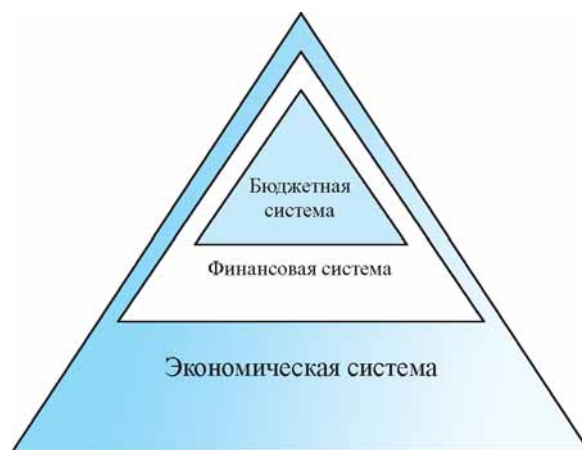 Бюджетная
система
Финансовая система
Экономическая система